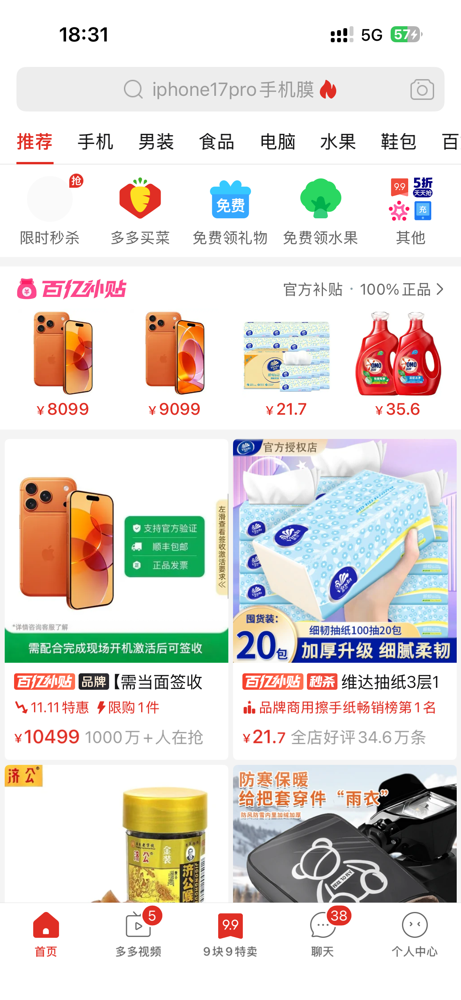 18:31
5G
57
iphone17pro手机膜
推荐 手机 男装 食品 电脑 水果 鞋包 百
抢
免费
9.9 5折
天天抢
充
限时秒杀 多多买菜 免费领礼物 免费领水果 其他
百亿补贴
官方补贴 · 100%正品
Vinda
OMO
OMO
¥8099 ¥9099 ¥21.7 ¥35.6
左滑查看签收激活要求
支持官方验证
顺丰包邮
正 正品发票
*详情咨询客服了解
需配合完成现场开机激活后可签收
百亿补贴 品牌【需当面签收
11.11特惠 限购1件
¥10499 1000万+人在抢
Vinda 官方授权店
Vinda
Vinda
囤货装:
20包
细韧抽纸100抽20包
加厚升级 细腻柔韧
百亿补贴 秒杀 维达抽纸3层1
品牌商用擦手纸畅销榜第1名
¥21.7 全店好评34.6万条
济公®
济公®
金装
济公喉
JIGONGHOU
防寒保暖
给把套穿件“雨衣”
防风防雪内里加绒加厚
FREE TO FLY
5
9.9
38
首页 多多视频 9块9特卖 聊天 个人中心